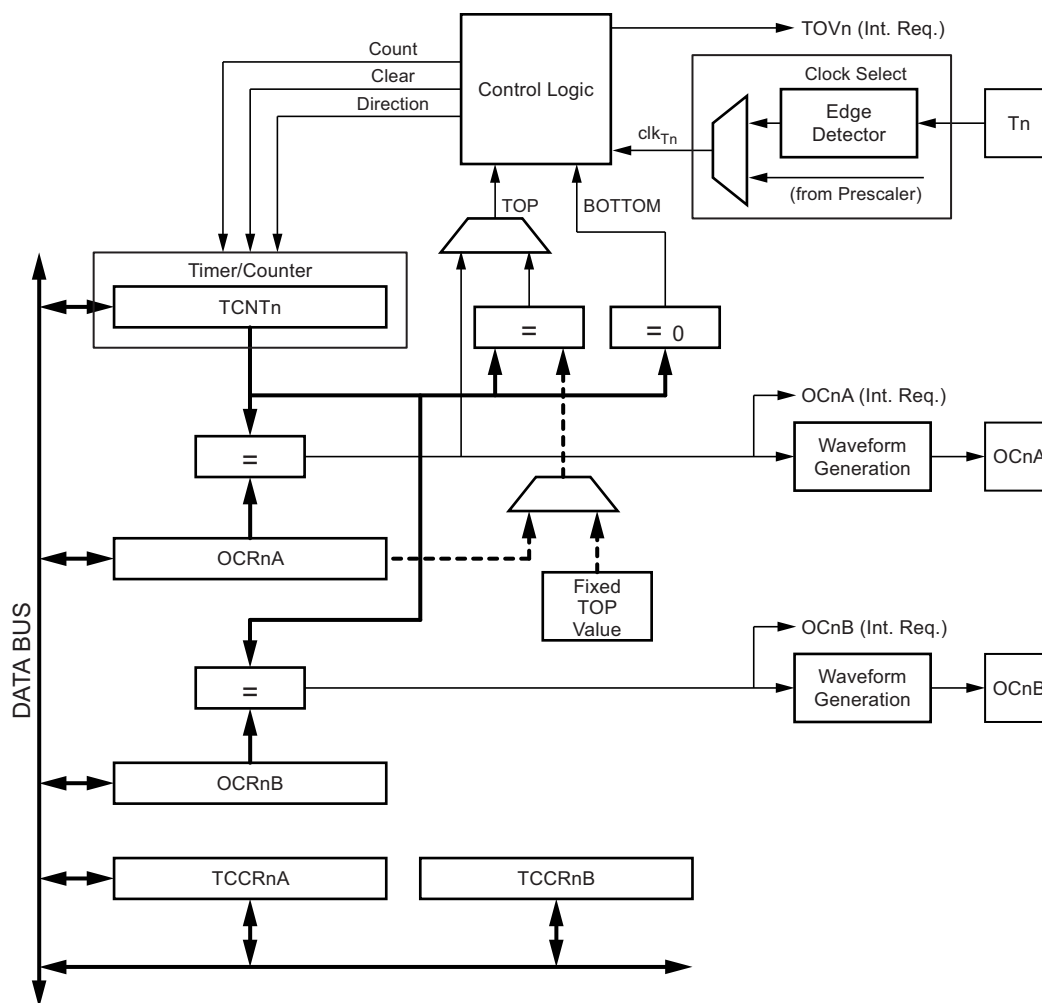 TOVn (Int. Req.)
Count
Clear
Direction
Control Logic
Clock Select
Edge
Detector
Tn
clkTn
(from Prescaler)
TOP
BOTTOM
Timer/Counter
TCNTn
=
= 0
OCnA (Int. Req.)
=
Waveform
Generation
OCnA
OCRnA
Fixed
TOP
Value
DATA BUS
OCnB (Int. Req.)
=
Waveform
Generation
OCnB
OCRnB
TCCRnA
TCCRnB